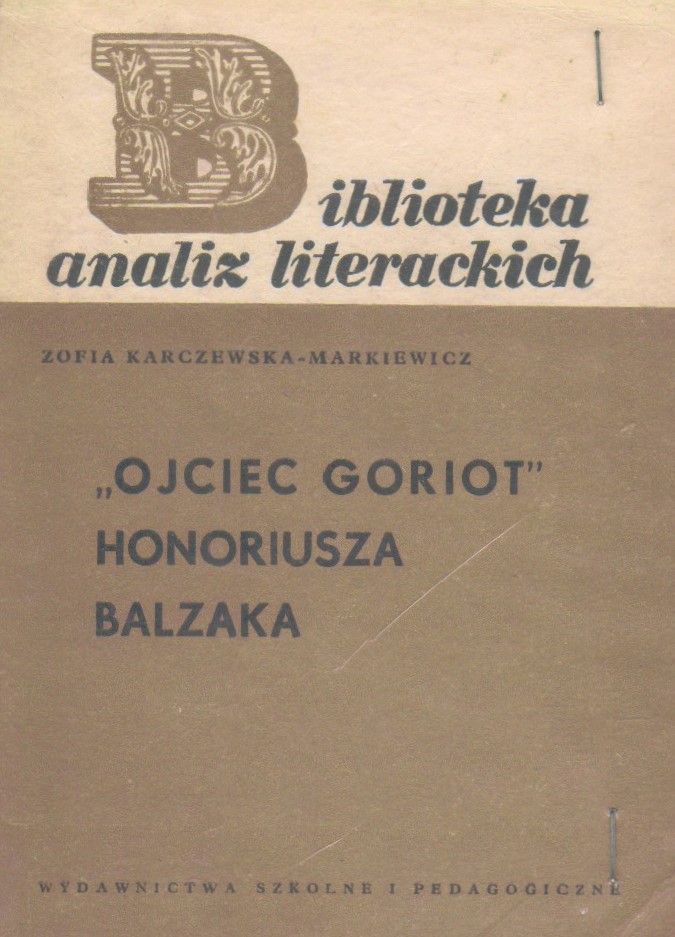 Biblioteka
analiz literackich
ZOFIA KARCZEWSKA-MARKIEWICZ
„OJCIEC GORIOT”
HONORIUSZA
BALZAKA
WYDAWNICTWA SZKOLNE I PEDAGOGICZNE